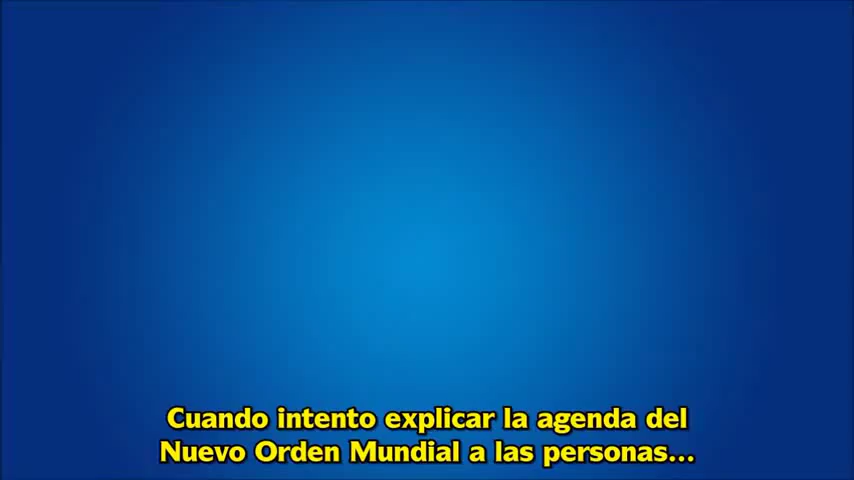 Cuando intento explicar la agenda del
Nuevo Orden Mundial a las personas...